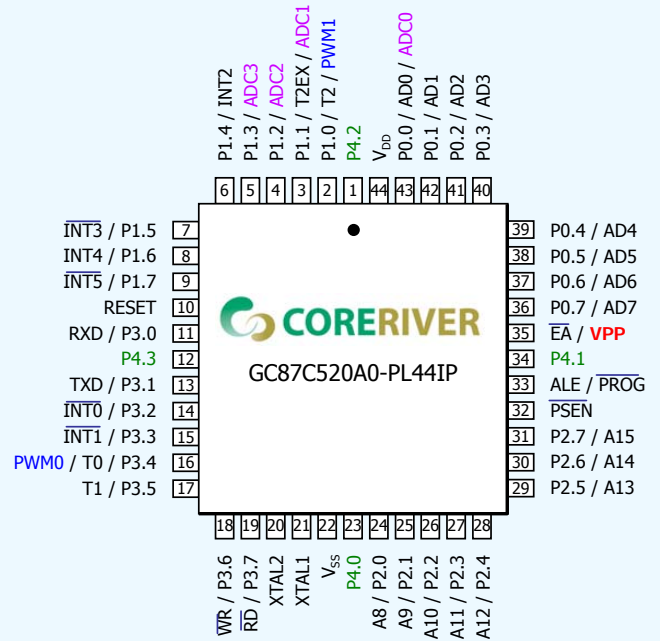 P1.4 / INT2
P1.3 / ADC3
P1.2 / ADC2
P1.1 / T2EX / ADC1
P1.0 / T2 / PWM1
P4.2
VDD
P0.0 / AD0 / ADC0
P0.1 / AD1
P0.2 / AD2
P0.3 / AD3
6 5 4 3 2 1 44 43 42 41 40
INT3 / P1.5 7
INT4 / P1.6 8
INT5 / P1.7 9
RESET 10
RXD / P3.0 11
P4.3 12
TXD / P3.1 13
INT0 / P3.2 14
INT1 / P3.3 15
PWM0 / T0 / P3.4 16
T1 / P3.5 17
CORERIVER
GC87C520A0-PL44IP
39 P0.4 / AD4
38 P0.5 / AD5
37 P0.6 / AD6
36 P0.7 / AD7
35 EA / VPP
34 P4.1
33 ALE / PROG
32 PSEN
31 P2.7 / A15
30 P2.6 / A14
29 P2.5 / A13
18 19 20 21 22 23 24 25 26 27 28
WR / P3.6
RD / P3.7
XTAL2
XTAL1
VSS
P4.0
A8 / P2.0
A9 / P2.1
A10 / P2.2
A11 / P2.3
A12 / P2.4